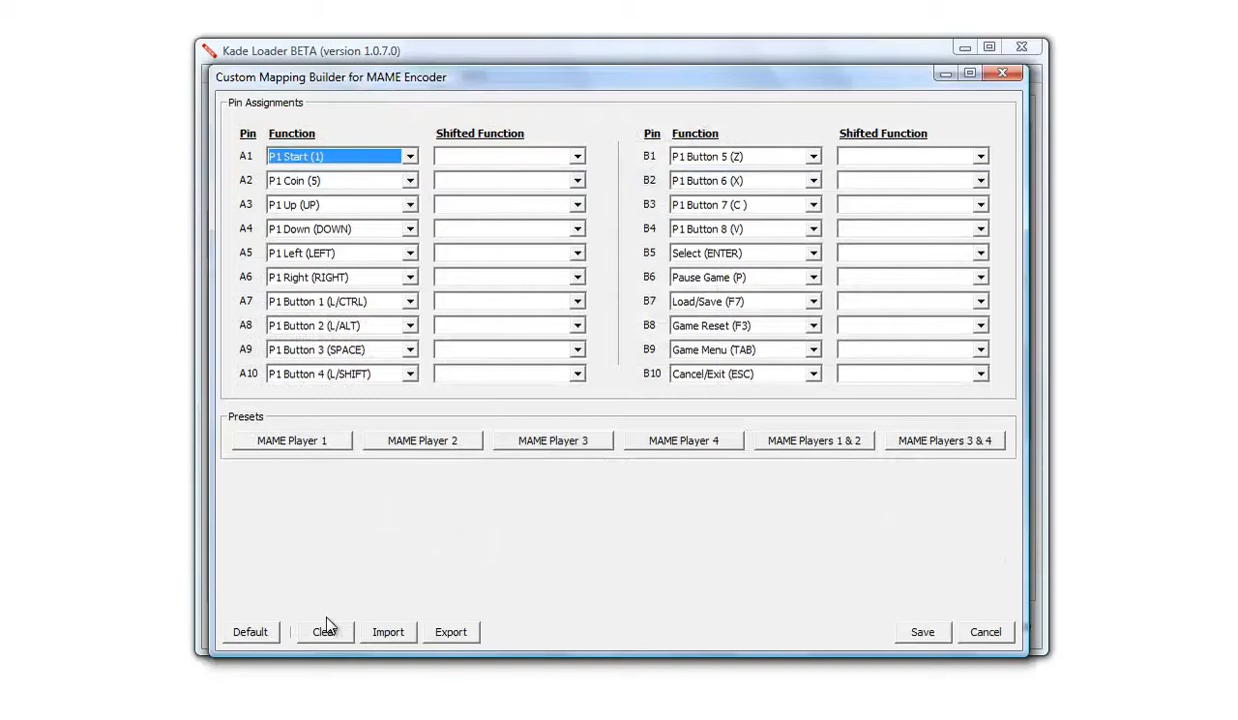 Kade Loader BETA (version 1.0.7.0)
Custom Mapping Builder for MAME Encoder
Pin Assignments
Pin Function Shifted Function Pin Function Shifted Function
A1 P1 Start (1) B1 P1 Button 5 (Z)
A2 P1 Coin (5) B2 P1 Button 6 (X)
A3 P1 Up (UP) B3 P1 Button 7 (C )
A4 P1 Down (DOWN) B4 P1 Button 8 (V)
A5 P1 Left (LEFT) B5 Select (ENTER)
A6 P1 Right (RIGHT) B6 Pause Game (P)
A7 P1 Button 1 (L/CTRL) B7 Load/Save (F7)
A8 P1 Button 2 (L/ALT) B8 Game Reset (F3)
A9 P1 Button 3 (SPACE) B9 Game Menu (TAB)
A10 P1 Button 4 (L/SHIFT) B10 Cancel/Exit (ESC)
Presets
MAME Player 1 MAME Player 2 MAME Player 3 MAME Player 4 MAME Players 1 & 2 MAME Players 3 & 4
Default Clear Import Export Save Cancel